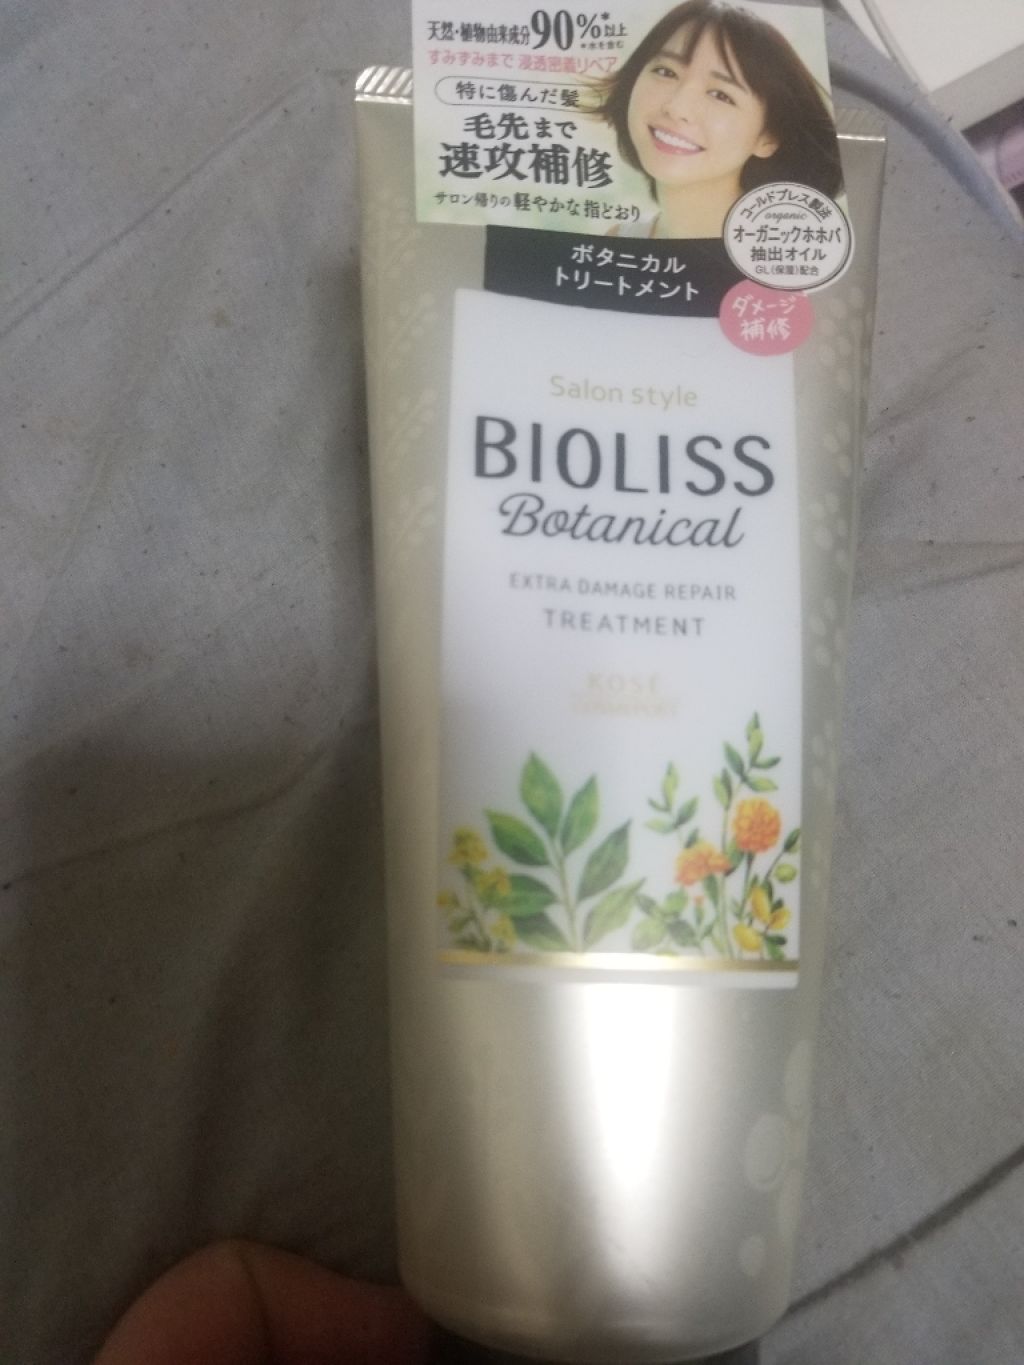 天然・植物由来成分90%*以上
*水を含む
すみずみまで 浸透密着リペア
特に傷んだ髪
毛先まで
速攻補修
サロン帰りの軽やかな指どおり
コールドプレス製法
organic
オーガニックホホバ
抽出オイル
GL(保湿)配合
ボタニカル
トリートメント
ダメージ
補修
Salon style
BIOLISS
Botanical
EXTRA DAMAGE REPAIR
TREATMENT
KOSÉ